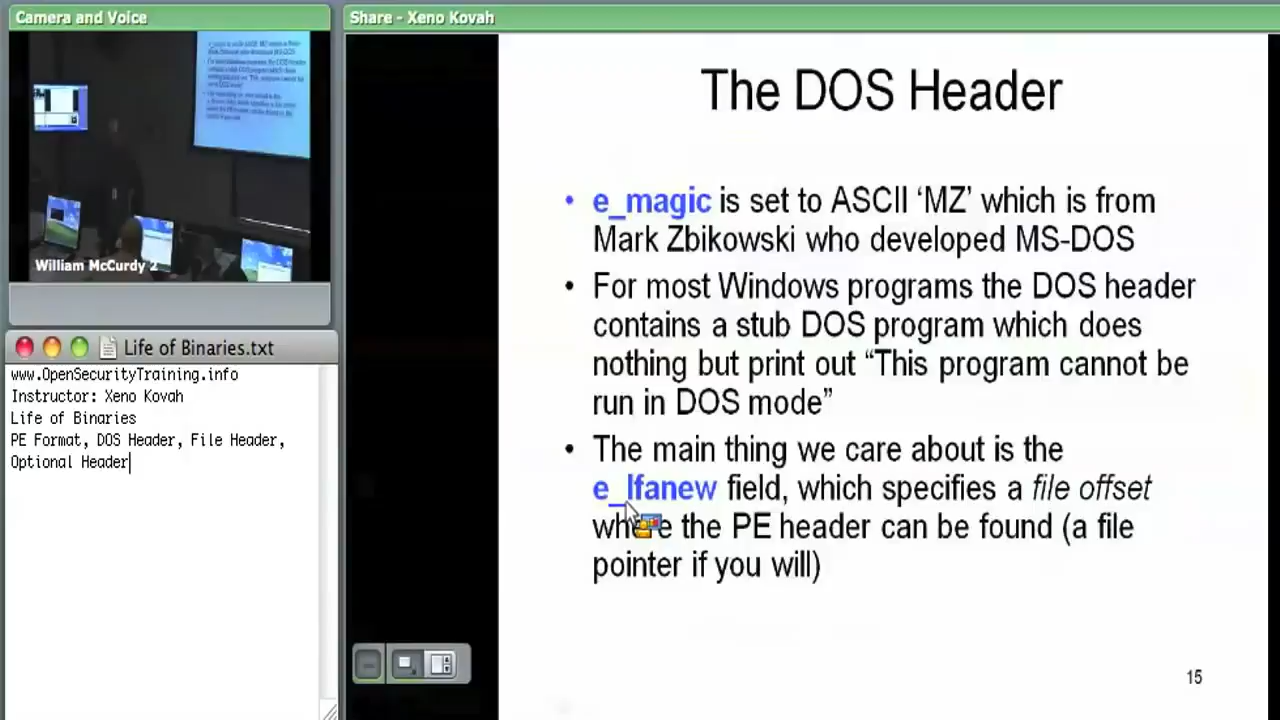 Camera and Voice
William McCurdy 2
Life of Binaries.txt
www.OpenSecurityTraining.info
Instructor: Xeno Kovah
Life of Binaries
PE Format, DOS Header, File Header,
Optional Header
Share - Xeno Kovah
The DOS Header
• e_magic is set to ASCII ‘MZ’ which is from
Mark Zbikowski who developed MS-DOS
• For most Windows programs the DOS header
contains a stub DOS program which does
nothing but print out “This program cannot be
run in DOS mode”
• The main thing we care about is the
e_lfanew field, which specifies a file offset
where the PE header can be found (a file
pointer if you will)
15